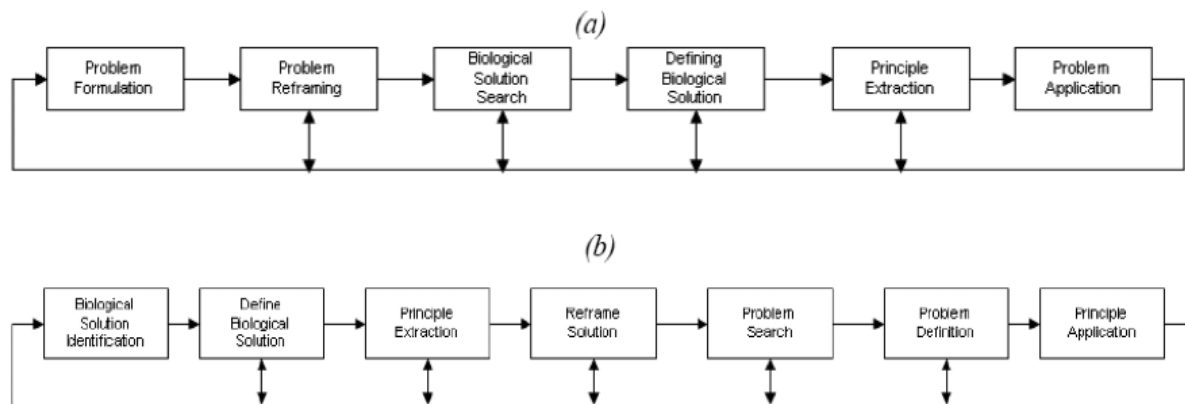 (a)
Problem
Formulation
Problem
Reframing
Biological
Solution
Search
Defining
Biological
Solution
Principle
Extraction
Problem
Application
(b)
Biological
Solution
Identification
Define
Biological
Solution
Principle
Extraction
Reframe
Solution
Problem
Search
Problem
Definition
Principle
Application